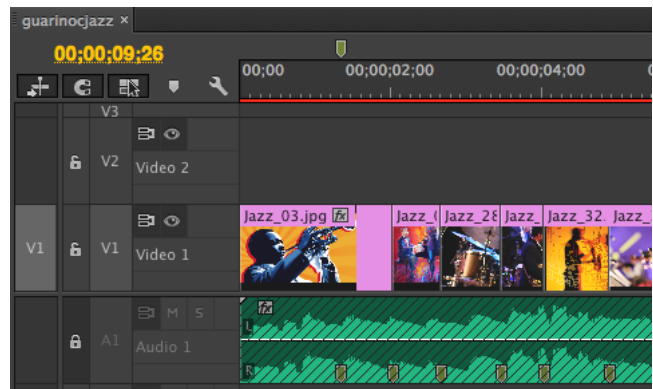 guarinocjazz ×
00;00;09;26
00;00 00;00;02;00 00;00;04;00
V3
V2 Video 2
Jazz_03.jpg fx Jazz_( Jazz_28 Jazz_ Jazz_32. Jazz_
V1 V1 Video 1
M S
fx
L
A1 Audio 1
R